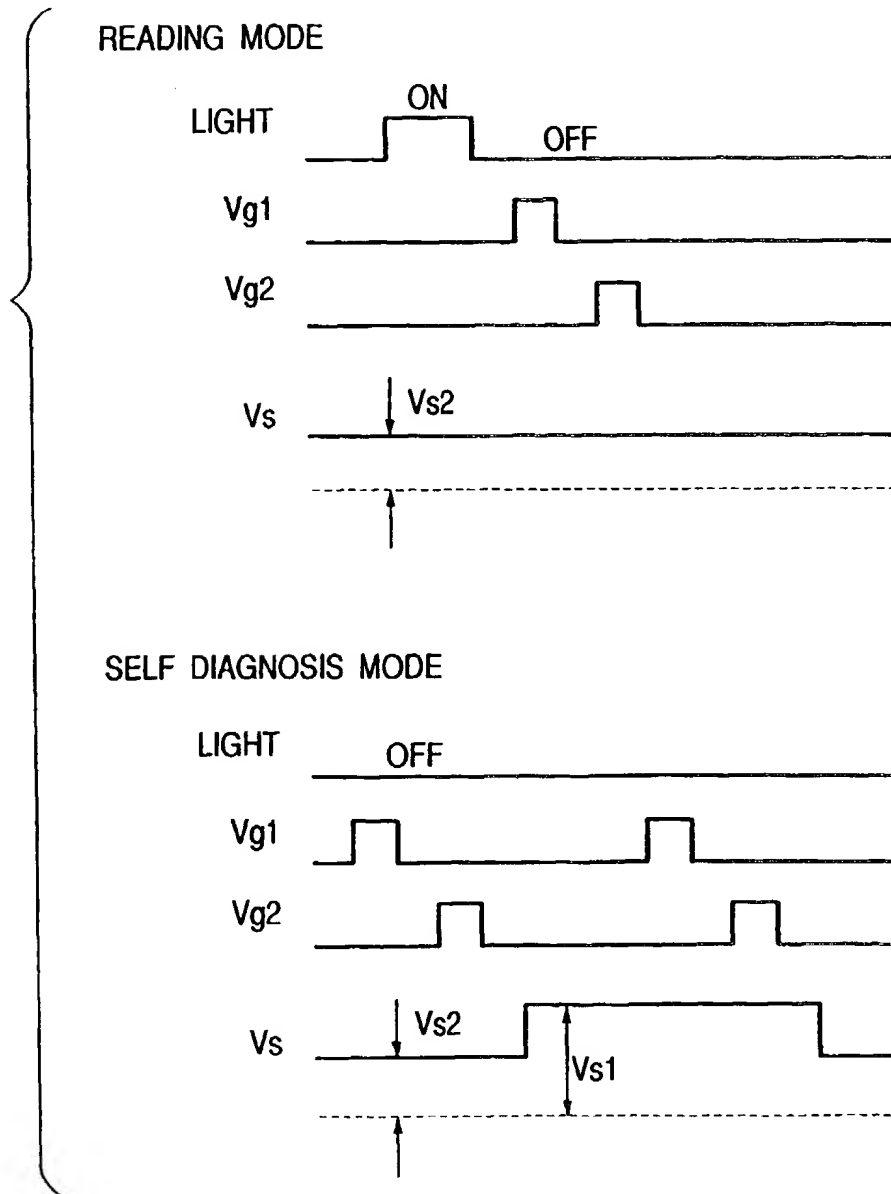 READING MODE
ON
LIGHT
OFF
Vg1
Vg2
Vs
Vs2
SELF DIAGNOSIS MODE
LIGHT
OFF
Vg1
Vg2
Vs2
Vs
Vs1